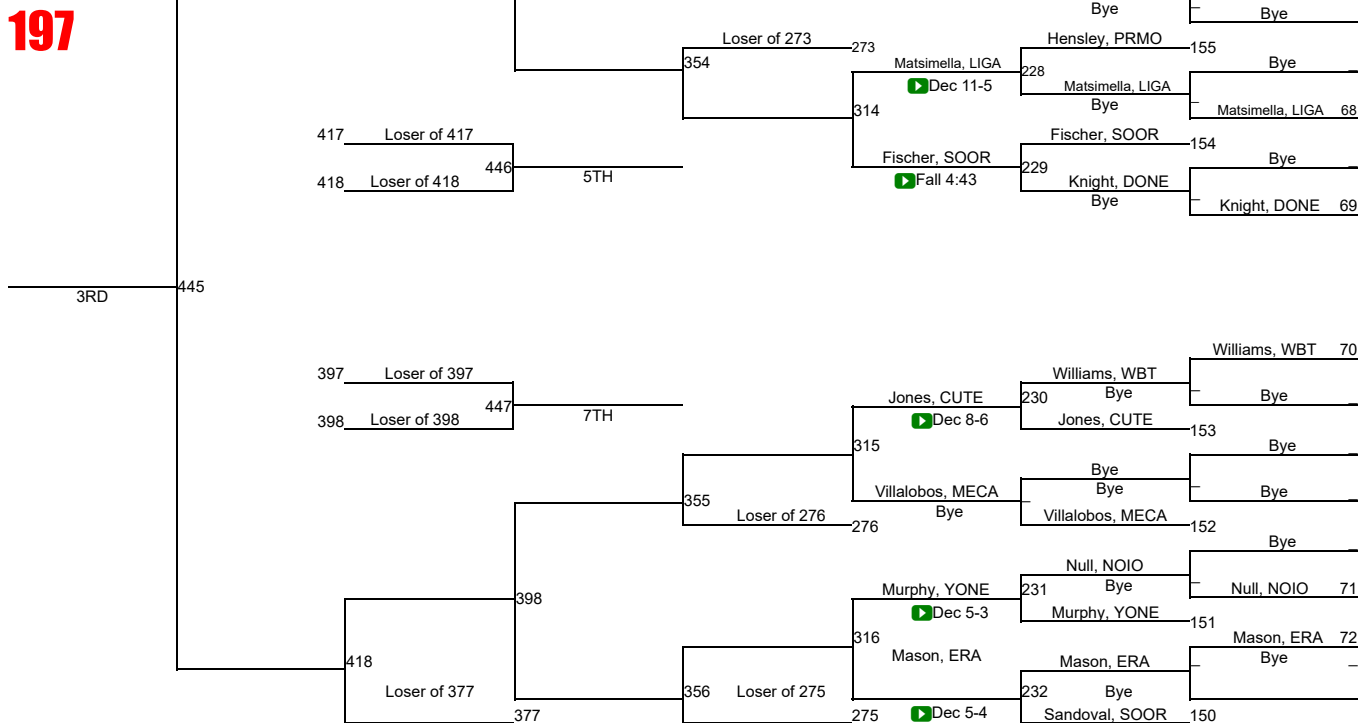 197
Bye
Bye
Loser of 273
273
Hensley, PRMO
155
354
Matsimella, LIGA
228
Bye
Dec 11-5
Matsimella, LIGA
Bye
314
Matsimella, LIGA 68
417 Loser of 417
Fischer, SOOR
154
446
Fischer, SOOR
229
Bye
5TH
418 Loser of 418
Fall 4:43
Knight, DONE
Bye
Knight, DONE 69
445
3RD
Williams, WBT 70
397 Loser of 397
Williams, WBT
Bye
Jones, CUTE
230
Bye
447
7TH
398 Loser of 398
Dec 8-6
Jones, CUTE
153
315
Bye
Bye
Bye
Villalobos, MECA
Bye
Bye
355
Loser of 276
276
Villalobos, MECA
152
Bye
Null, NOIO
Bye
Murphy, YONE
231
Null, NOIO 71
398
Dec 5-3
Murphy, YONE
151
316
Mason, ERA 72
Bye
Mason, ERA
Mason, ERA
418
Loser of 377
356
Loser of 275
232
Bye
377
275
Dec 5-4
Sandoval, SOOR
150